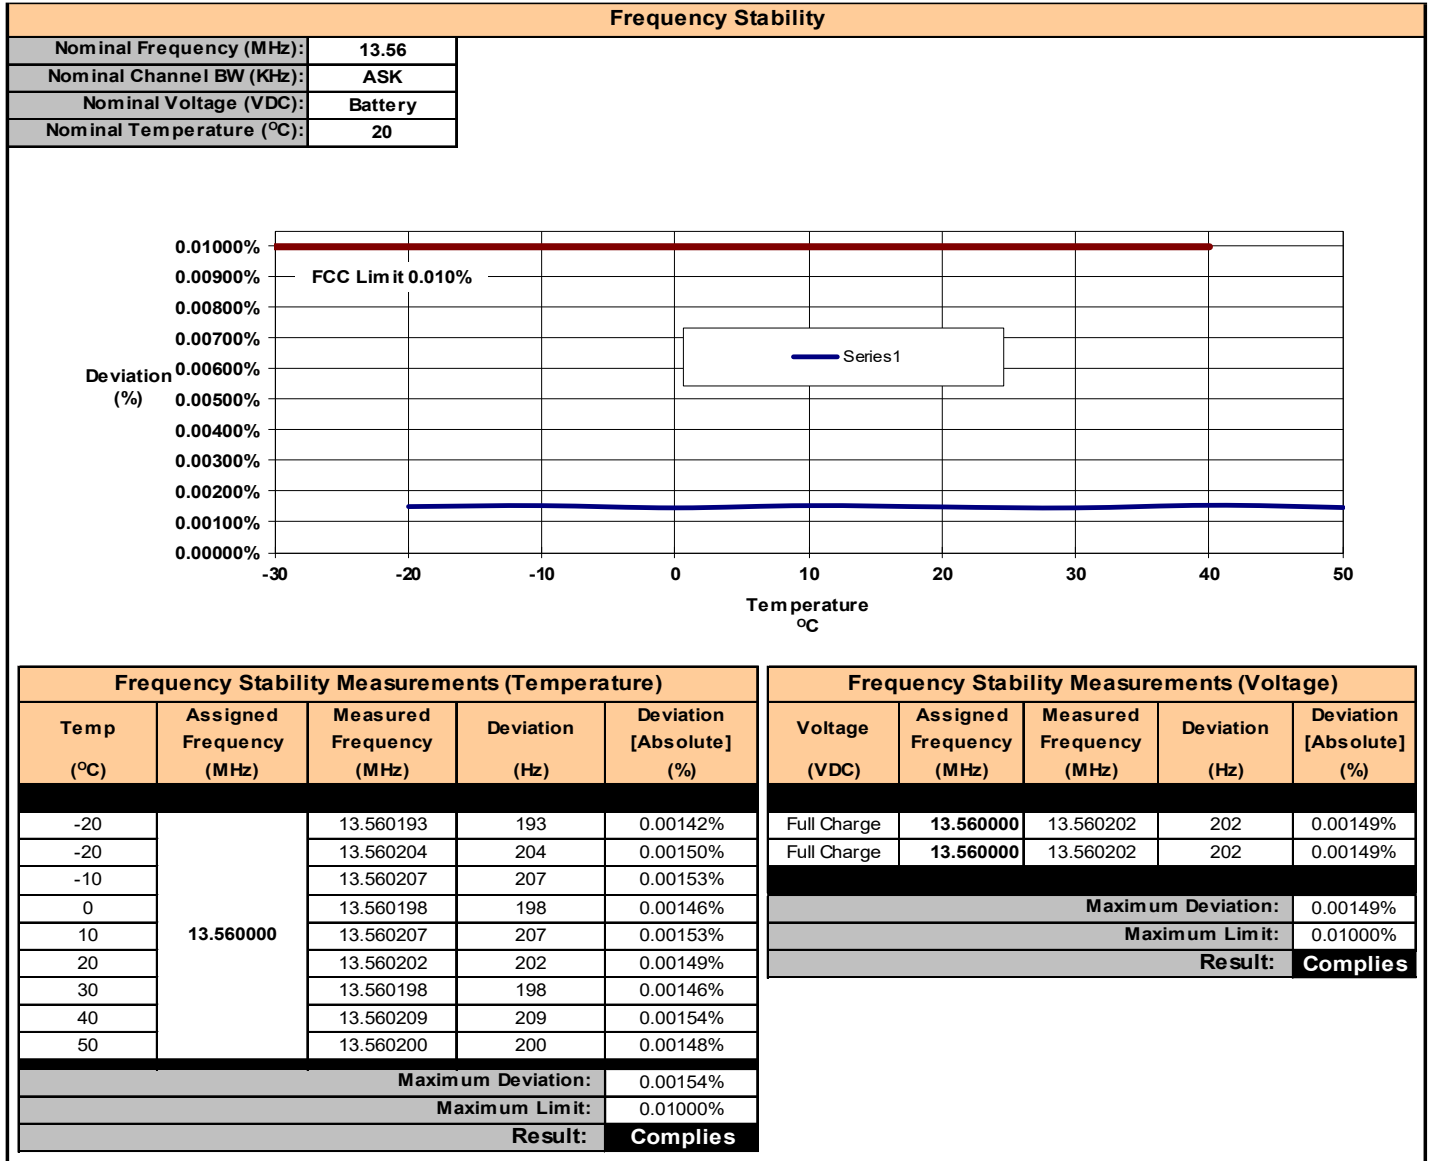 Frequency Stability
Nominal Frequency (MHz): 13.56
Nominal Channel BW (KHz): ASK
Nominal Voltage (VDC): Battery
Nominal Temperature (ᴼC): 20
0.01000%
0.00900%
0.00800%
0.00700%
0.00600%
0.00500%
0.00400%
0.00300%
0.00200%
0.00100%
0.00000%
FCC Limit 0.010%
Series1
Deviation
(%)
-30 -20 -10 0 10 20 30 40 50
Temperature
ᴼC
Frequency Stability Measurements (Temperature)
Temp Assigned Measured Deviation Deviation
Frequency Frequency [Absolute]
(ᴼC) (MHz) (MHz) (Hz) (%)
-20 13.560193 193 0.00142%
-20 13.560204 204 0.00150%
-10 13.560207 207 0.00153%
0 13.560198 198 0.00146%
10 13.560000 13.560207 207 0.00153%
20 13.560202 202 0.00149%
30 13.560198 198 0.00146%
40 13.560209 209 0.00154%
50 13.560200 200 0.00148%
Maximum Deviation: 0.00154%
Maximum Limit: 0.01000%
Result: Complies
Frequency Stability Measurements (Voltage)
Voltage Assigned Measured Deviation Deviation
Frequency Frequency [Absolute]
(VDC) (MHz) (MHz) (Hz) (%)
Full Charge 13.560000 13.560202 202 0.00149%
Full Charge 13.560000 13.560202 202 0.00149%
Maximum Deviation: 0.00149%
Maximum Limit: 0.01000%
Result: Complies